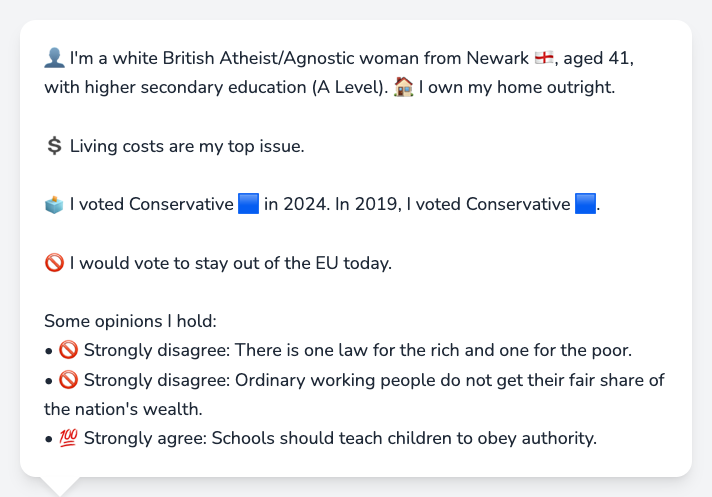 👤 I'm a white British Atheist/Agnostic woman from Newark 🏴󠁧󠁢󠁥󠁮󠁧󠁿, aged 41,
with higher secondary education (A Level). 🏠 I own my home outright.
💲 Living costs are my top issue.
🗳️ I voted Conservative 🟦 in 2024. In 2019, I voted Conservative 🟦.
🚫 I would vote to stay out of the EU today.
Some opinions I hold:
• 🚫 Strongly disagree: There is one law for the rich and one for the poor.
• 🚫 Strongly disagree: Ordinary working people do not get their fair share of
the nation's wealth.
• 💯 Strongly agree: Schools should teach children to obey authority.